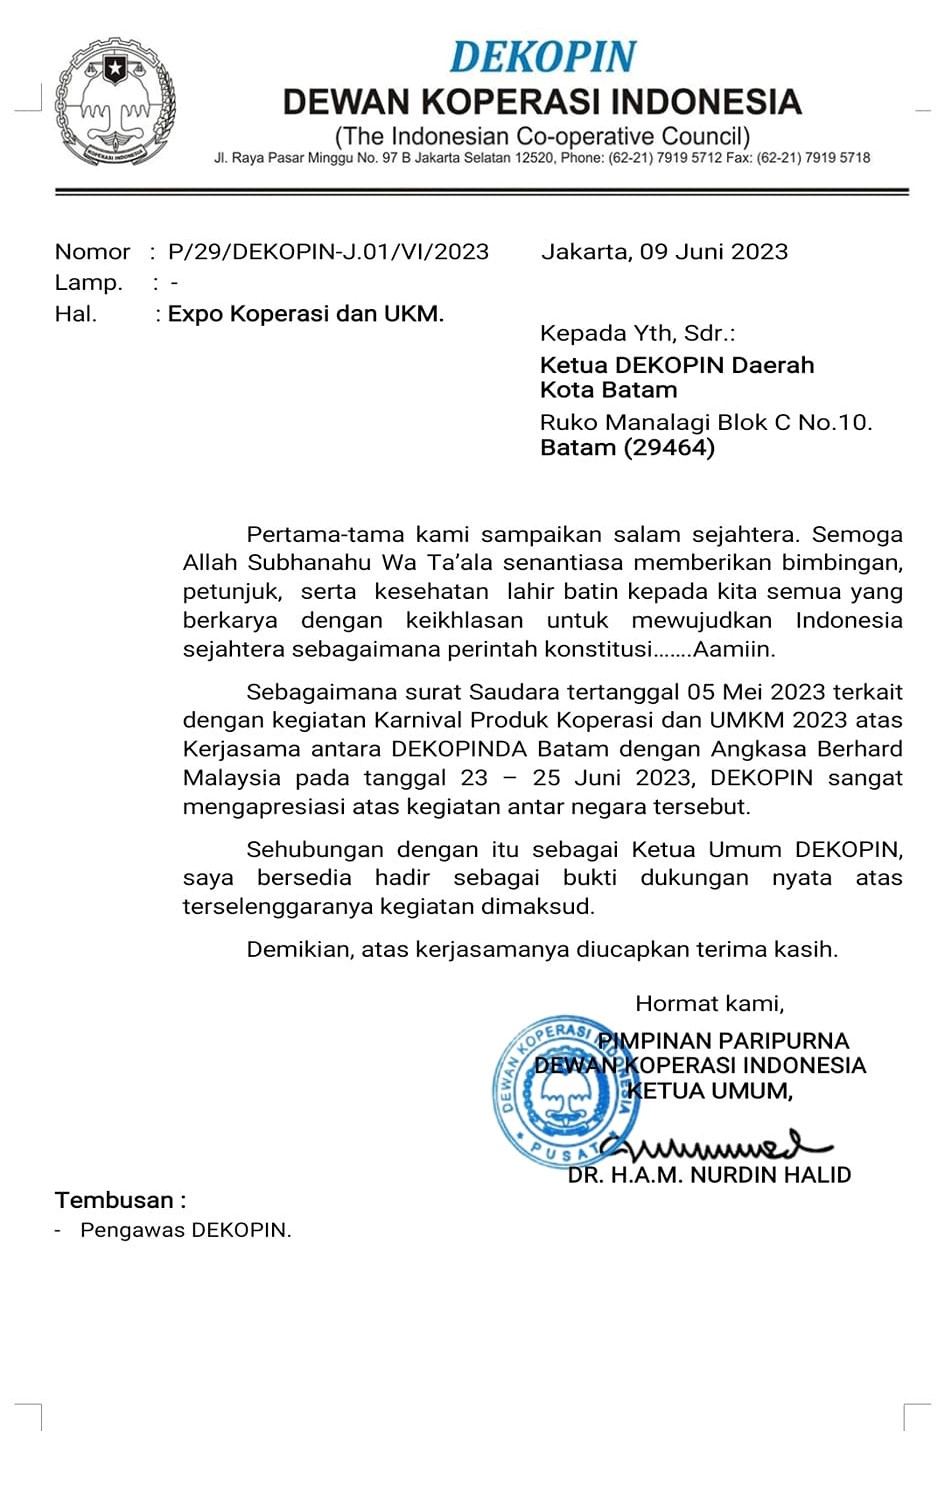 DEKOPIN
DEWAN KOPERASI INDONESIA
(The Indonesian Co-operative Council)
Jl. Raya Pasar Minggu No. 97 B Jakarta Selatan 12520, Phone: (62-21) 7919 5712 Fax: (62-21) 7919 5718
KOPERASI INDONESIA
Nomor : P/29/DEKOPIN-J.01/VI/2023
Jakarta, 09 Juni 2023
Lamp. : -
Hal. : Expo Koperasi dan UKM.
Kepada Yth, Sdr.:
Ketua DEKOPIN Daerah
Kota Batam
Ruko Manalagi Blok C No.10.
Batam (29464)
Pertama-tama kami sampaikan salam sejahtera. Semoga
Allah Subhanahu Wa Ta’ala senantiasa memberikan bimbingan,
petunjuk, serta kesehatan lahir batin kepada kita semua yang
berkarya dengan keikhlasan untuk mewujudkan Indonesia
sejahtera sebagaimana perintah konstitusi…….Aamiin.
Sebagaimana surat Saudara tertanggal 05 Mei 2023 terkait
dengan kegiatan Karnival Produk Koperasi dan UMKM 2023 atas
Kerjasama antara DEKOPINDA Batam dengan Angkasa Berhard
Malaysia pada tanggal 23 – 25 Juni 2023, DEKOPIN sangat
mengapresiasi atas kegiatan antar negara tersebut.
Sehubungan dengan itu sebagai Ketua Umum DEKOPIN,
saya bersedia hadir sebagai bukti dukungan nyata atas
terselenggaranya kegiatan dimaksud.
Demikian, atas kerjasamanya diucapkan terima kasih.
Hormat kami,
PIMPINAN PARIPURNA
DEWAN KOPERASI INDONESIA
KETUA UMUM,
DEWAN KOPERASI INDONESIA
* PUSAT *
DR. H.A.M. NURDIN HALID
Tembusan :
- Pengawas DEKOPIN.